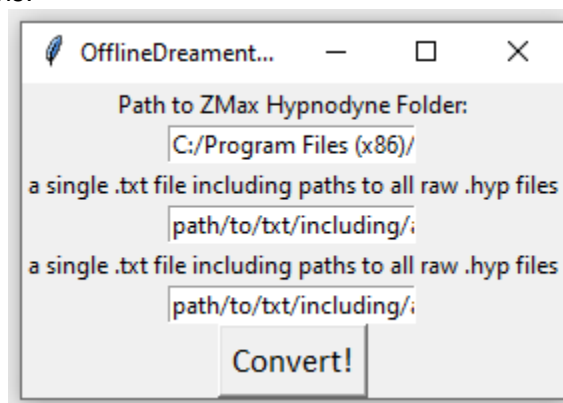 OfflineDreament...
Path to ZMax Hypnodyne Folder:
C:/Program Files (x86)/
a single .txt file including paths to all raw .hyp files
path/to/txt/including/a
a single .txt file including paths to all raw .hyp files
path/to/txt/including/a
Convert!